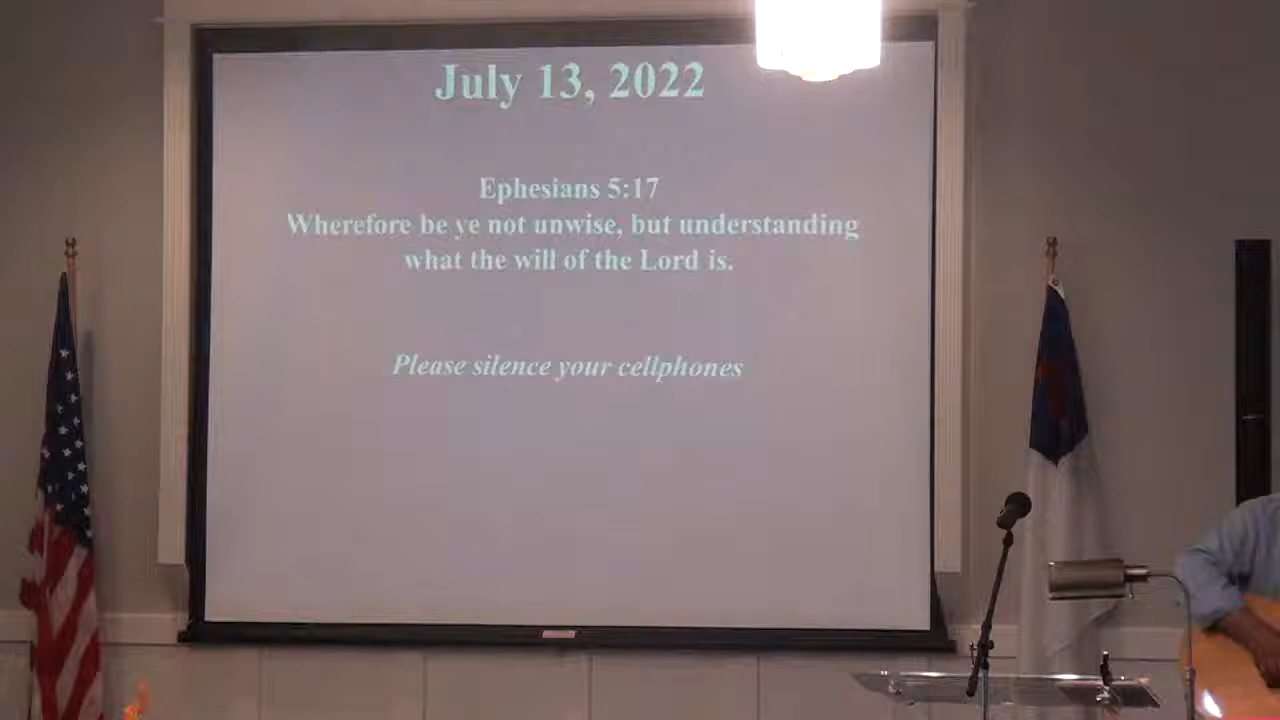 July 13, 2022
Ephesians 5:17
Wherefore be ye not unwise, but understanding
what the will of the Lord is.
Please silence your cellphones